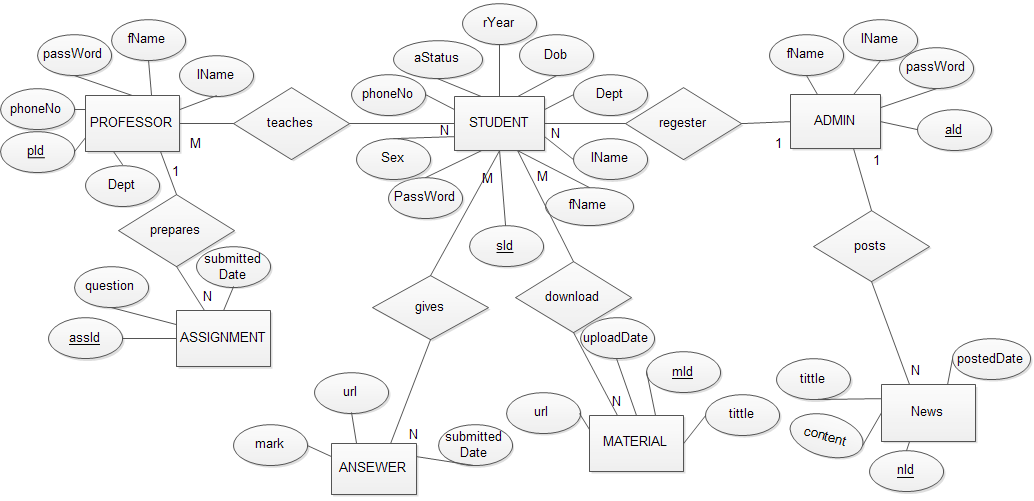 rYear
fName
lName
fName
passWord
aStatus
Dob
passWord
lName
phoneNo
Dept
phoneNo
PROFESSOR
teaches
STUDENT
regester
ADMIN
aId
M
N
N
1
pId
Sex
lName
1
1
M
M
Dept
PassWord
fName
prepares
sId
posts
submitted
Date
question
N
gives
download
assId
ASSIGNMENT
uploadDate
postedDate
mId
N
tittle
url
N
url
tittle
News
N
content
mark
submitted
Date
MATERIAL
ANSEWER
nId